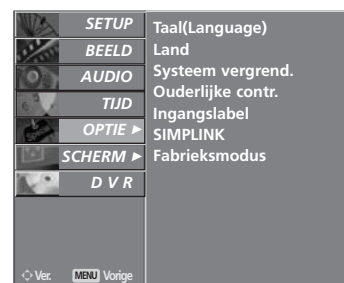 SETUP
BEELD
AUDIO
TIJD
OPTIE ►
SCHERM ►
D V R
Taal(Language)
Land
Systeem vergrend.
Ouderlijke contr.
Ingangslabel
SIMPLINK
Fabrieksmodus
Ver. MENU Vorige